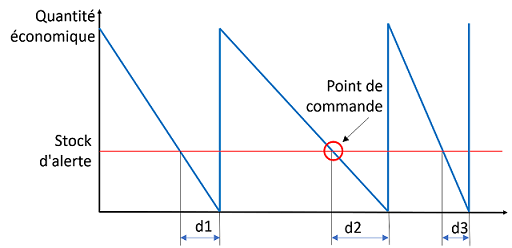 Quantité
économique
Point de
commande
Stock
d'alerte
d1
d2
d3